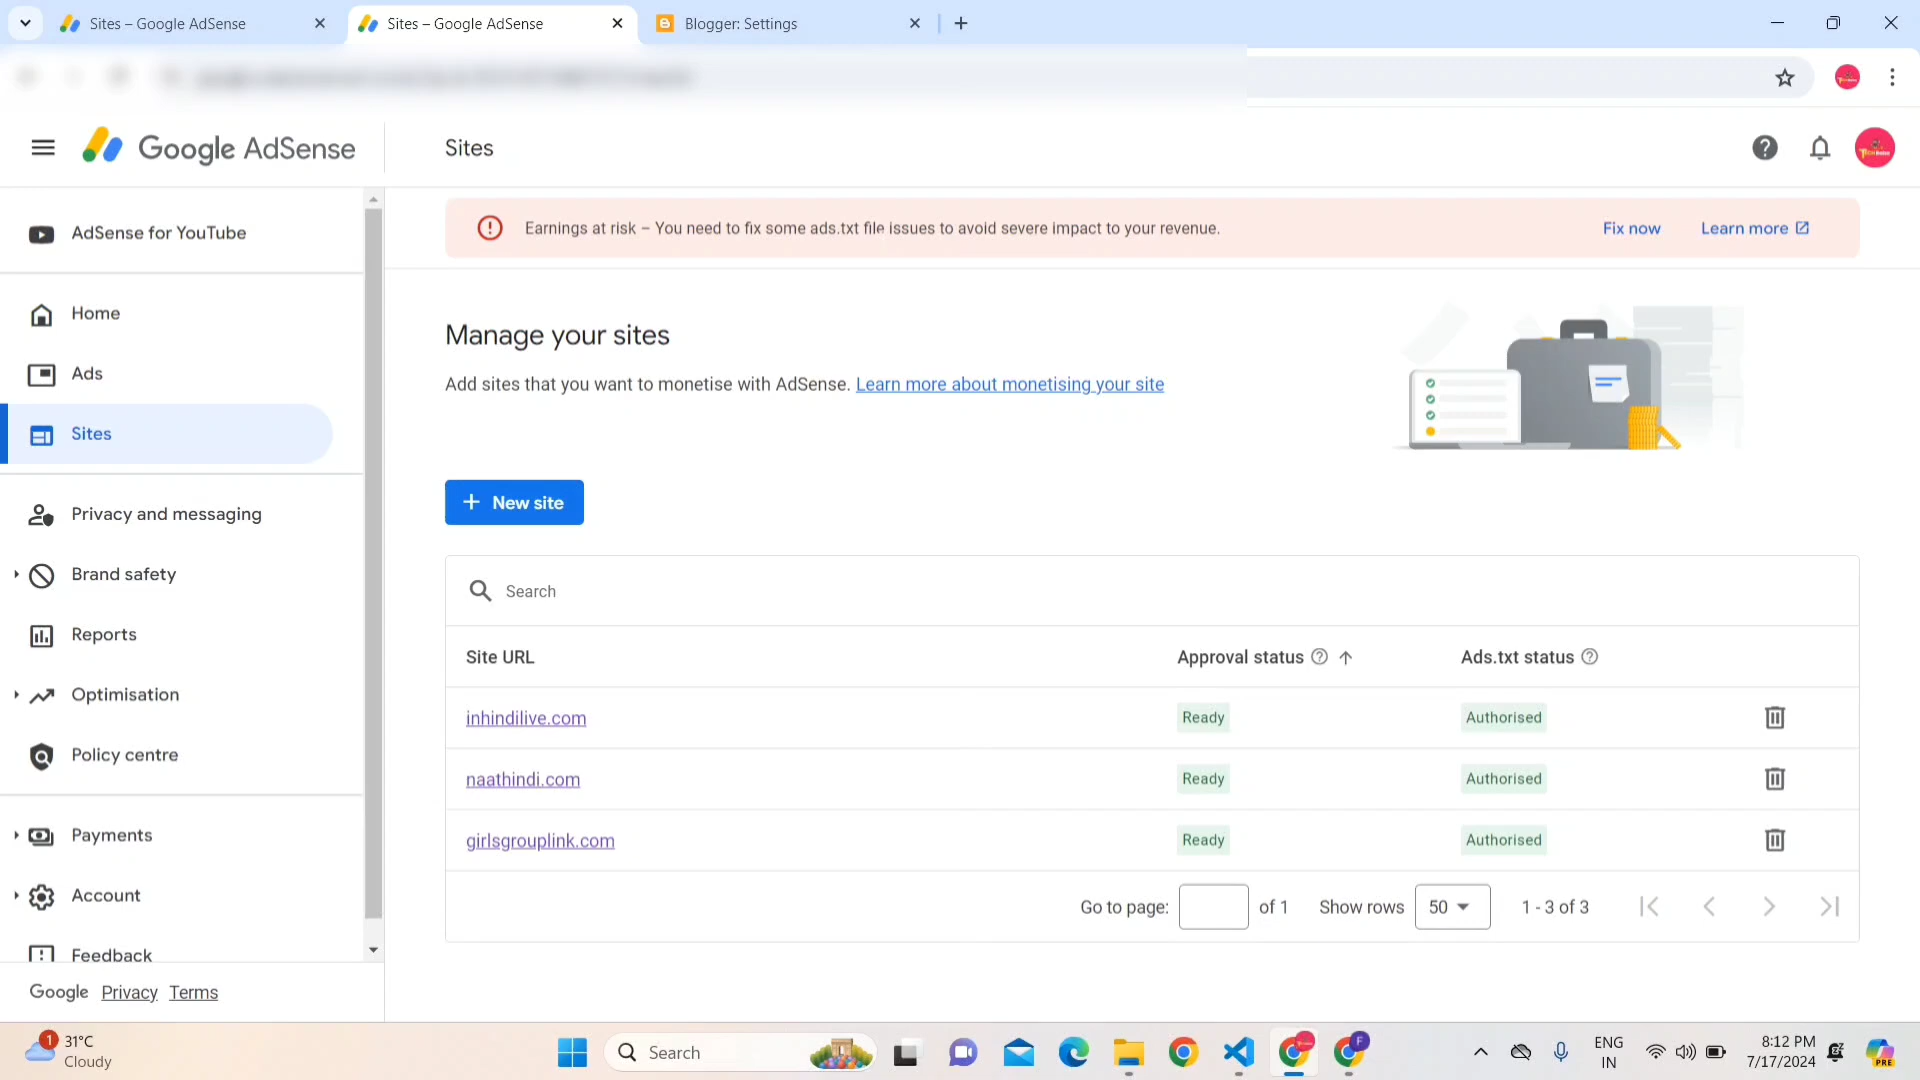 Sites – Google AdSense
Sites – Google AdSense
Blogger: Settings
Google AdSense
Sites
AdSense for YouTube
Home
Ads
Sites
Privacy and messaging
Brand safety
Reports
Optimisation
Policy centre
Payments
Account
Feedback
Google Privacy Terms
Earnings at risk – You need to fix some ads.txt file issues to avoid severe impact to your revenue.
Fix now
Learn more
Manage your sites
Add sites that you want to monetise with AdSense. Learn more about monetising your site
+ New site
Search
Site URL Approval status Ads.txt status
inhindilive.com Ready Authorised
naathindi.com Ready Authorised
girlsgrouplink.com Ready Authorised
Go to page: of 1 Show rows 50 1 - 3 of 3
1
31°C
Cloudy
Search
F
ENG
IN
8:12 PM
7/17/2024
PRE